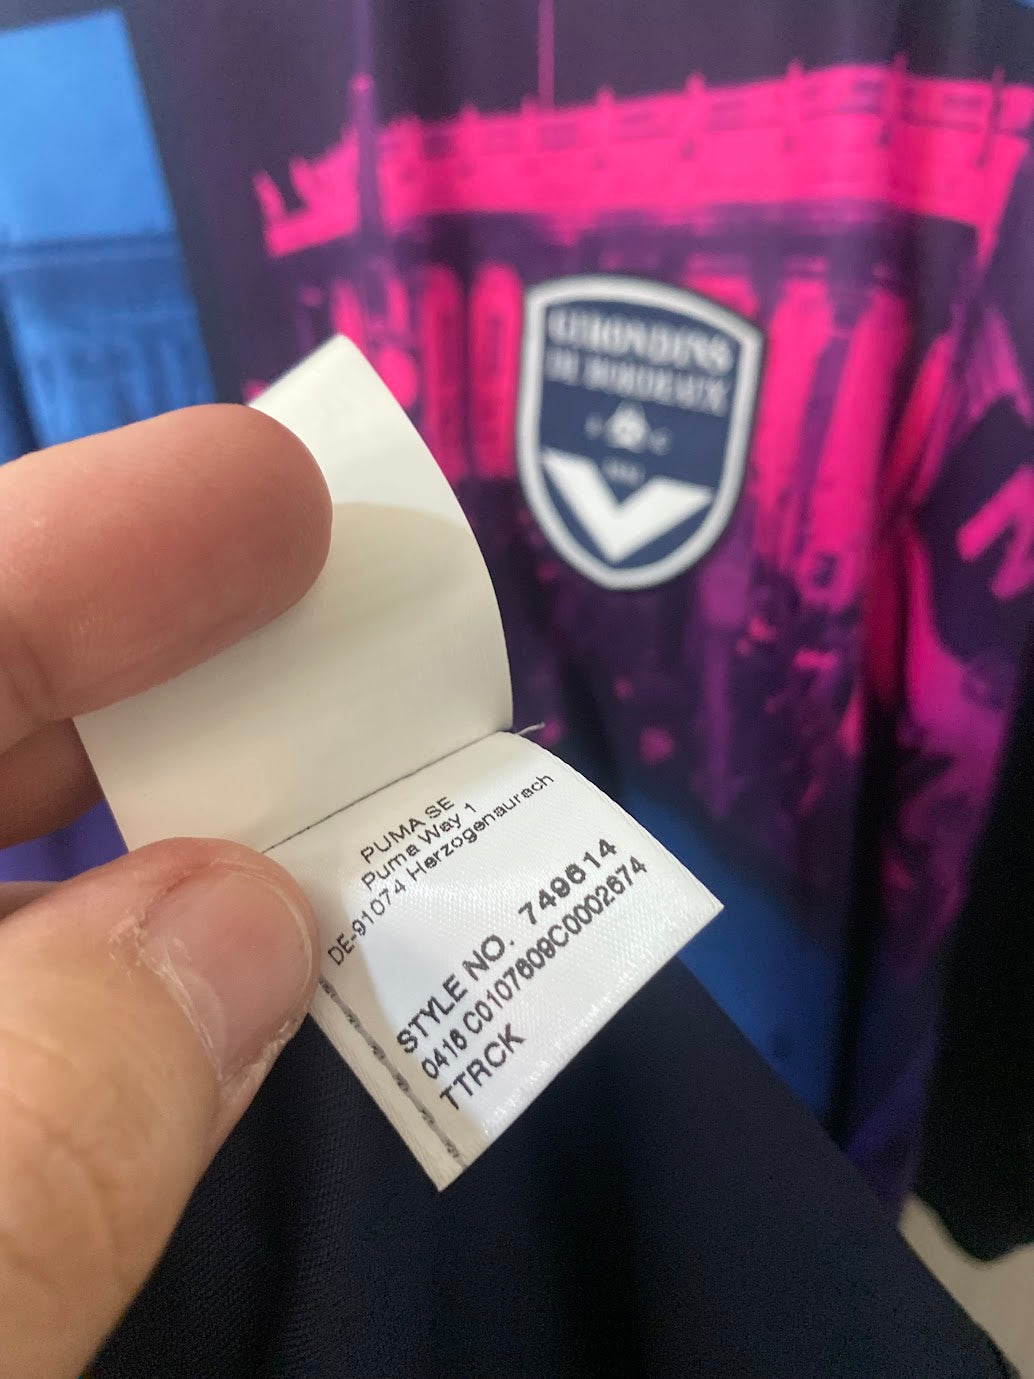 GIRONDINS
DE BORDEAUX
PUMA SE
Puma Way 1
DE-91074 Herzogenaurach
STYLE NO. 749614
0416 C0107609C0002674
TTRCK